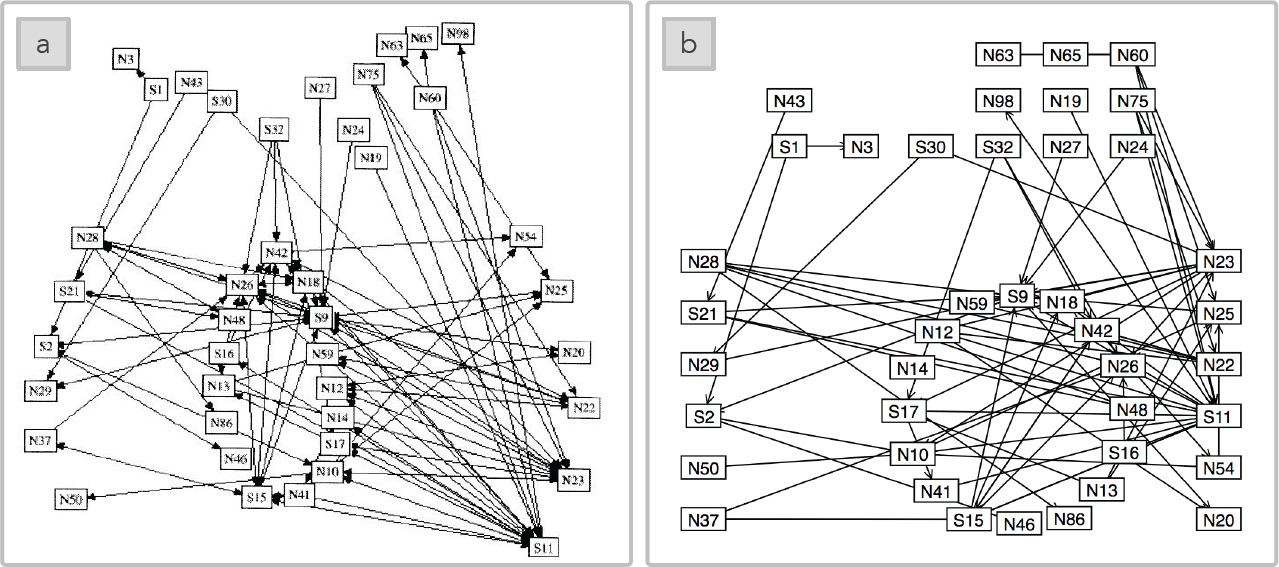 a
N98
N65
N63
N3
N75
N43
S1
N27
N60
S30
S32
N24
N19
N28
N54
N42
N26
N18
S21
N25
N48
S9
S2
S16
N59
N20
N13
N12
N29
N22
N86
N14
N37
S17
N46
N10
N23
N50
S15
N41
S11
b
N63 N65 N60
N43 N98 N19 N75
S1 N3 S30 S32 N27 N24
N28 N23
N59 S9 N18
S21 N25
N12 N42
N29 N14 N26 N22
S2 S17 N48 S11
N10 S16
N50 N54
N41 N13
N37 S15 N46 N86 N20